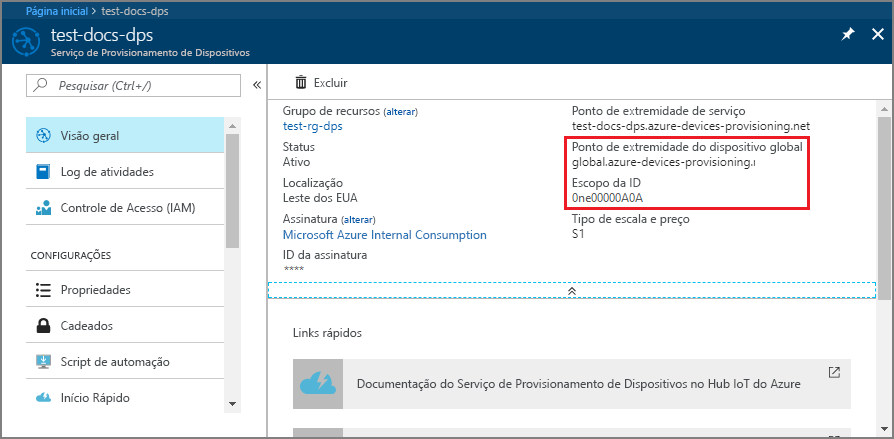 Página inicial > test-docs-dps
test-docs-dps
Serviço de Provisionamento de Dispositivos
Pesquisar (Ctrl+/)
Visão geral
Log de atividades
Controle de Acesso (IAM)
CONFIGURAÇÕES
Propriedades
Cadeados
Script de automação
Início Rápido
Excluir
Grupo de recursos (alterar)
test-rg-dps
Status
Ativo
Localização
Leste dos EUA
Assinatura (alterar)
Microsoft Azure Internal Consumption
ID da assinatura
****
Ponto de extremidade de serviço
test-docs-dps.azure-devices-provisioning.net
Ponto de extremidade do dispositivo global
global.azure-devices-provisioning.
Escopo da ID
0ne00000A0A
Tipo de escala e preço
S1
Links rápidos
Documentação do Serviço de Provisionamento de Dispositivos no Hub IoT do Azure